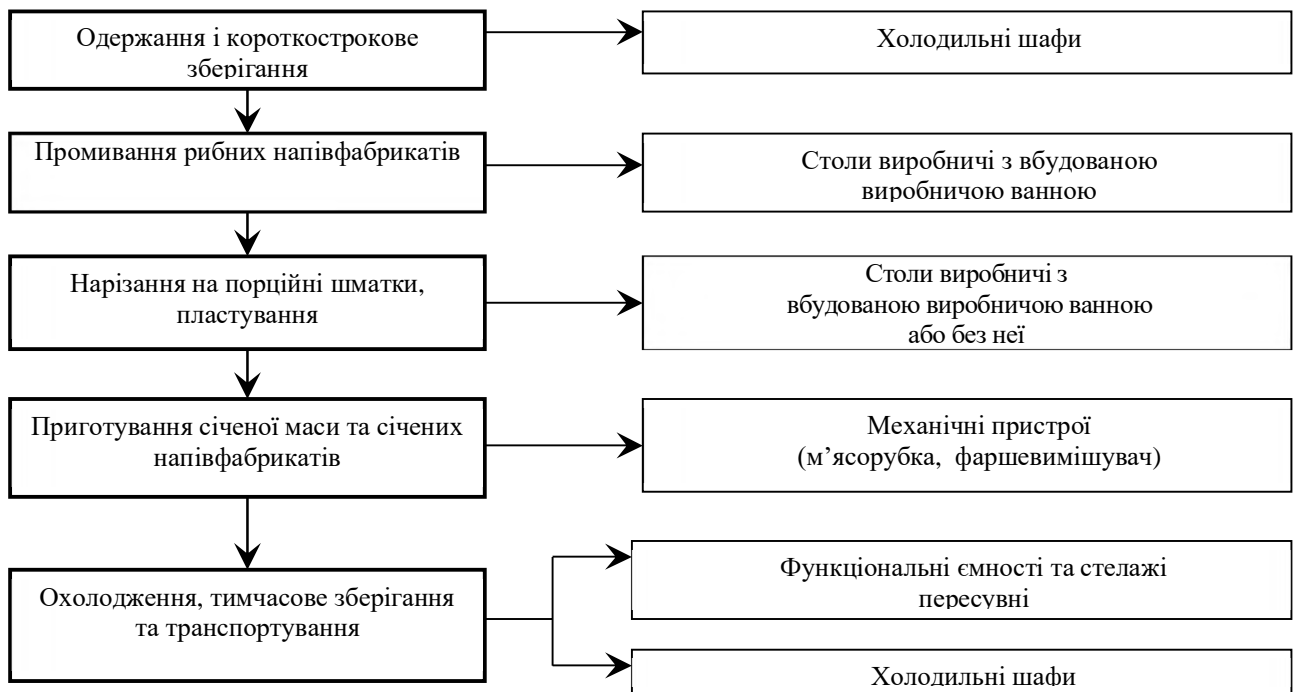 Одержання і короткострокове
зберігання
Холодильні шафи
Промивання рибних напівфабрикатів
Столи виробничі з вбудованою
виробничою ванною
Нарізання на порційні шматки,
пластування
Столи виробничі з
вбудованою виробничою ванною
або без неї
Приготування січеної маси та січених
напівфабрикатів
Механічні пристрої
(м’ясорубка, фаршевимішувач)
Охолодження, тимчасове зберігання
та транспортування
Функціональні ємності та стелажі
пересувні
Холодильні шафи